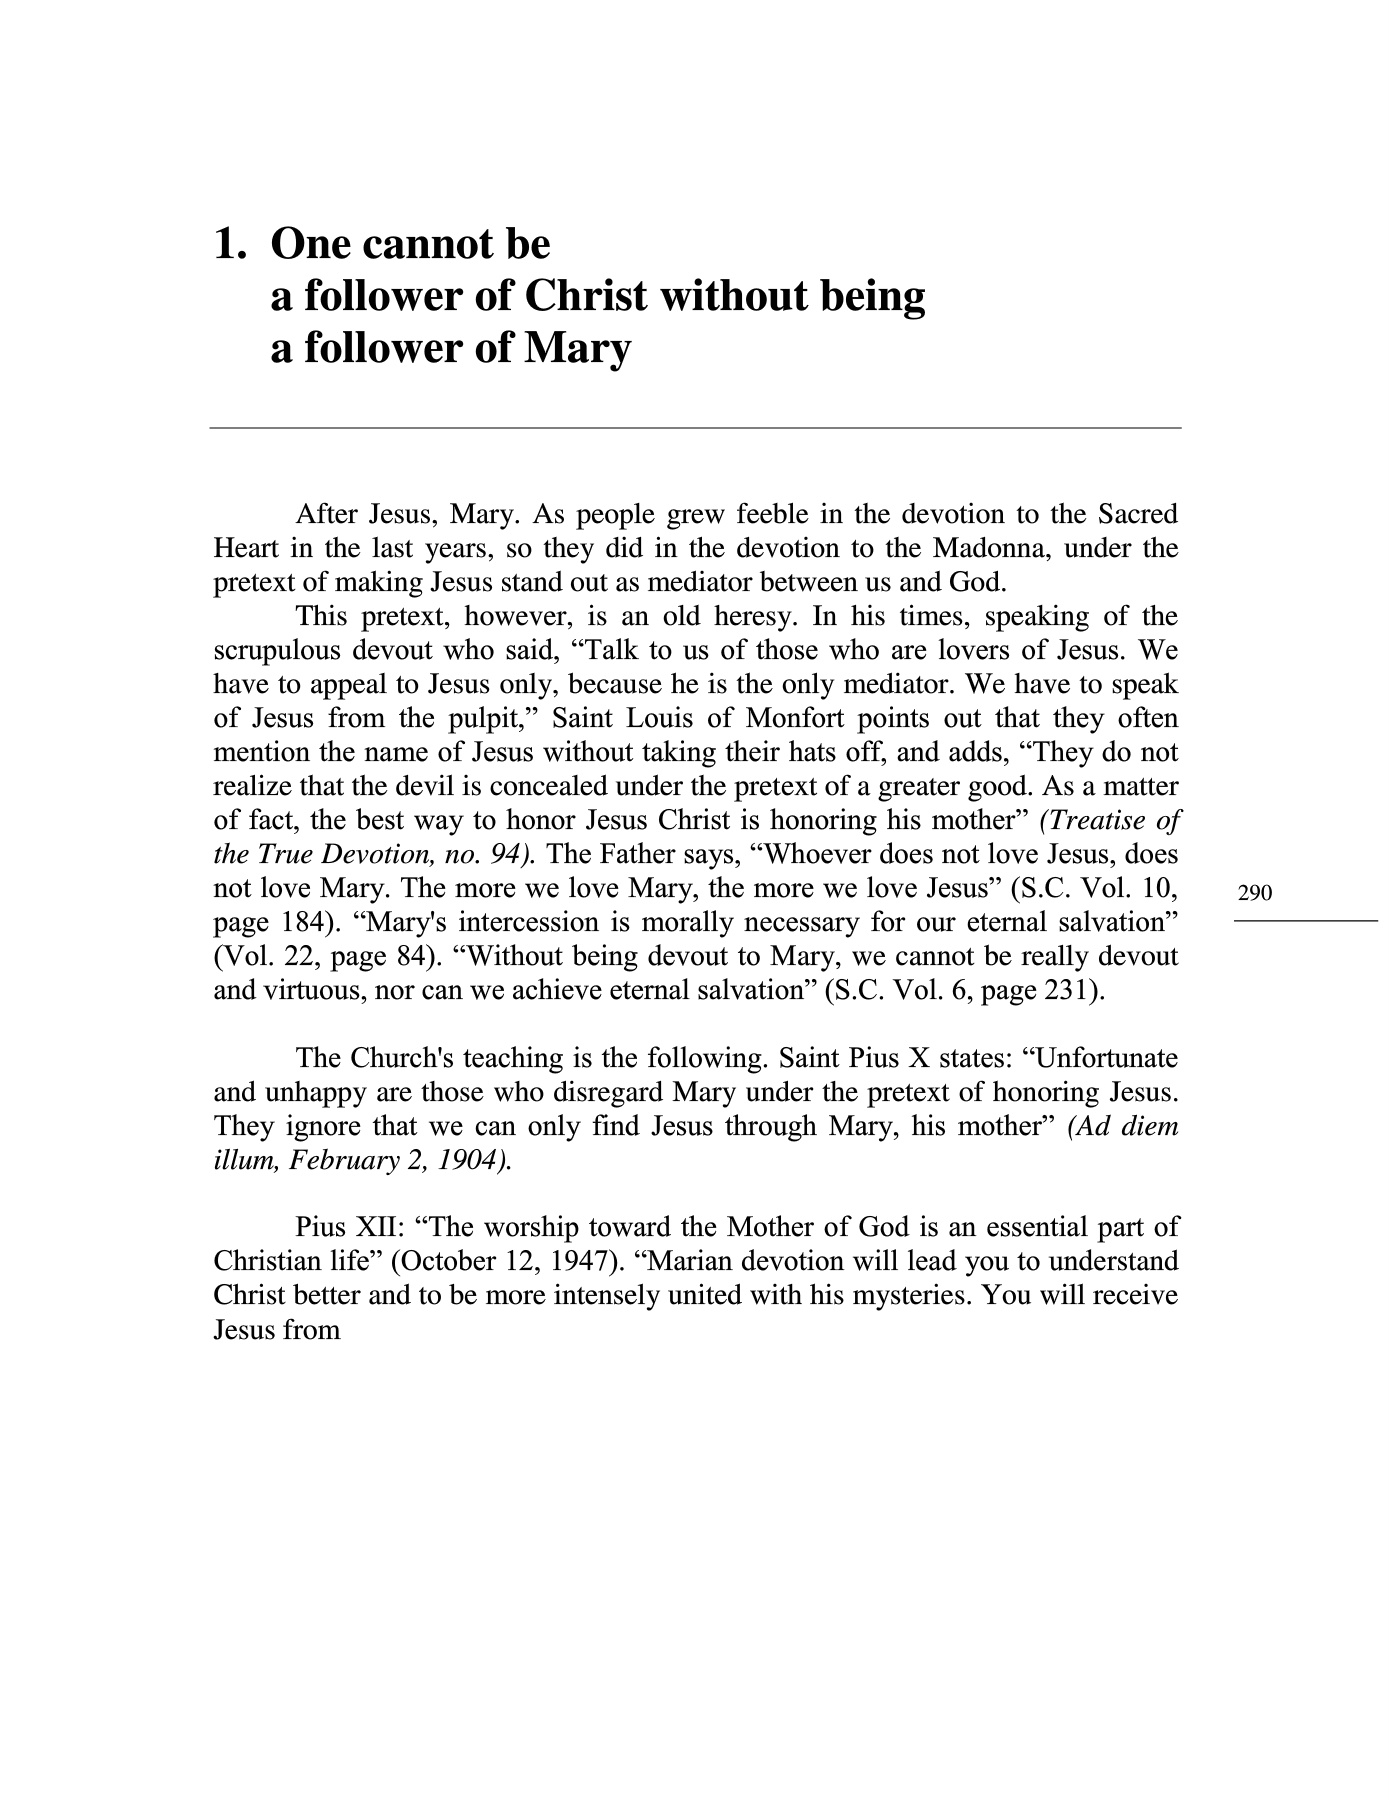 1. One cannot be
a follower of Christ without being
a follower of Mary
After Jesus, Mary. As people grew feeble in the devotion to the Sacred
Heart in the last years, so they did in the devotion to the Madonna, under the
pretext of making Jesus stand out as mediator between us and God.
This pretext, however, is an old heresy. In his times, speaking of the
scrupulous devout who said, “Talk to us of those who are lovers of Jesus. We
have to appeal to Jesus only, because he is the only mediator. We have to speak
of Jesus from the pulpit,” Saint Louis of Monfort points out that they often
mention the name of Jesus without taking their hats off, and adds, “They do not
realize that the devil is concealed under the pretext of a greater good. As a matter
of fact, the best way to honor Jesus Christ is honoring his mother” (Treatise of
the True Devotion, no. 94). The Father says, “Whoever does not love Jesus, does
not love Mary. The more we love Mary, the more we love Jesus” (S.C. Vol. 10,
page 184). “Mary's intercession is morally necessary for our eternal salvation”
(Vol. 22, page 84). “Without being devout to Mary, we cannot be really devout
and virtuous, nor can we achieve eternal salvation” (S.C. Vol. 6, page 231).
The Church's teaching is the following. Saint Pius X states: “Unfortunate
and unhappy are those who disregard Mary under the pretext of honoring Jesus.
They ignore that we can only find Jesus through Mary, his mother” (Ad diem
illum, February 2, 1904).
Pius XII: “The worship toward the Mother of God is an essential part of
Christian life” (October 12, 1947). “Marian devotion will lead you to understand
Christ better and to be more intensely united with his mysteries. You will receive
Jesus from
290